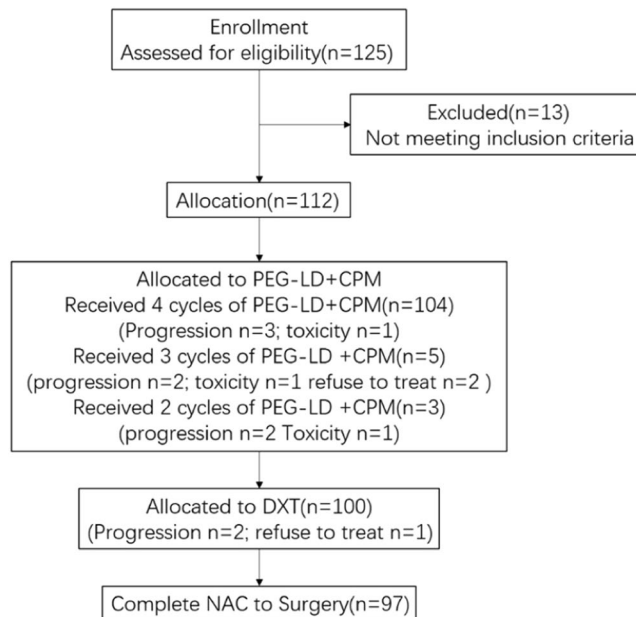 Enrollment
Assessed for eligibility(n=125)
Excluded(n=13)
Not meeting inclusion criteria
Allocation(n=112)
Allocated to PEG-LD+CPM
Received 4 cycles of PEG-LD+CPM(n=104)
(Progression n=3; toxicity n=1)
Received 3 cycles of PEG-LD +CPM(n=5)
(progression n=2; toxicity n=1 refuse to treat n=2 )
Received 2 cycles of PEG-LD +CPM(n=3)
(progression n=2 Toxicity n=1)
Allocated to DXT(n=100)
(Progression n=2; refuse to treat n=1)
Complete NAC to Surgery(n=97)